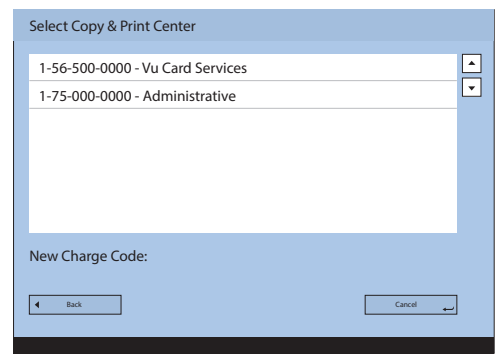 Select Copy & Print Center
1-56-500-0000 - Vu Card Services
1-75-000-0000 - Administrative
New Charge Code:
Back
Cancel